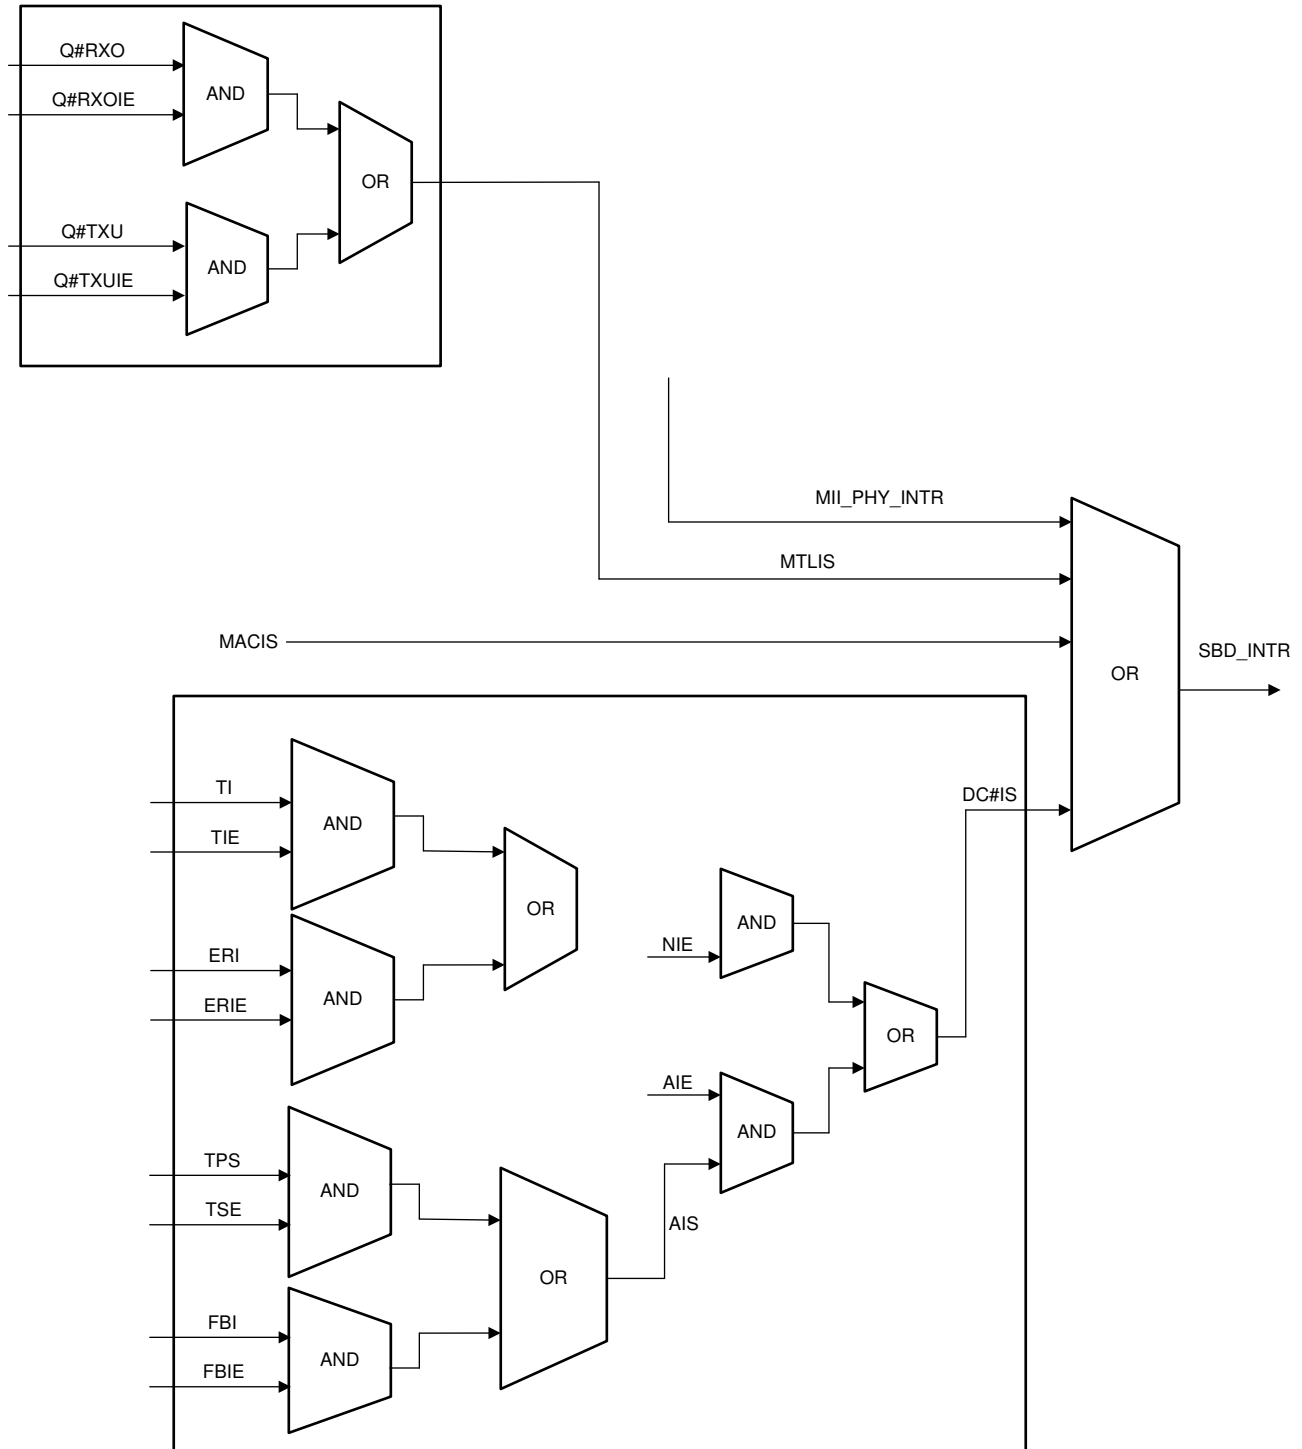 Q#RXO
AND
Q#RXOIE
OR
Q#TXU
AND
Q#TXUIE
MII_PHY_INTR
MTLIS
MACIS
SBD_INTR
OR
TI
DC#IS
AND
TIE
OR
AND
NIE
ERI
AND
ERIE
OR
AIE
AND
TPS
AND
TSE
AIS
OR
FBI
AND
FBIE